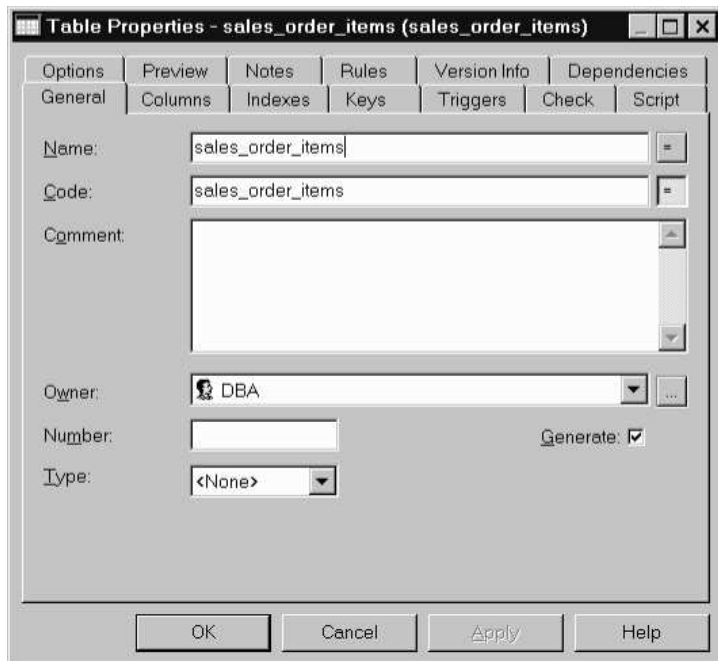 Table Properties - sales_order_items (sales_order_items)
Options Preview Notes Rules Version Info Dependencies
General Columns Indexes Keys Triggers Check Script
Name: sales_order_items =
Code: sales_order_items =
Comment:
Owner: DBA ...
Number: Generate:
Type: <None>
OK Cancel Apply Help